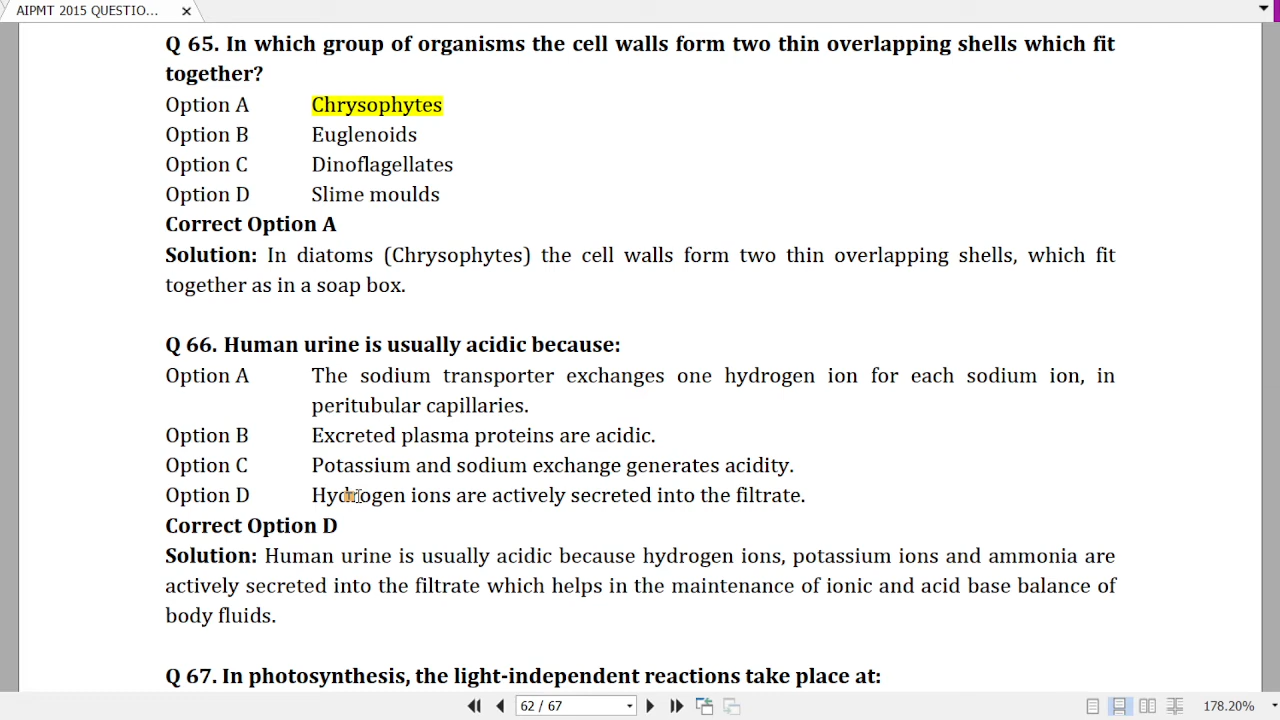 AIPMT 2015 QUESTIO...
Q 65. In which group of organisms the cell walls form two thin overlapping shells which fit
together?
Option A Chrysophytes
Option B Euglenoids
Option C Dinoflagellates
Option D Slime moulds
Correct Option A
Solution: In diatoms (Chrysophytes) the cell walls form two thin overlapping shells, which fit
together as in a soap box.
Q 66. Human urine is usually acidic because:
Option A The sodium transporter exchanges one hydrogen ion for each sodium ion, in
peritubular capillaries.
Option B Excreted plasma proteins are acidic.
Option C Potassium and sodium exchange generates acidity.
Option D Hydrogen ions are actively secreted into the filtrate.
Correct Option D
Solution: Human urine is usually acidic because hydrogen ions, potassium ions and ammonia are
actively secreted into the filtrate which helps in the maintenance of ionic and acid base balance of
body fluids.
Q 67. In photosynthesis, the light-independent reactions take place at:
62 / 67
178.20%